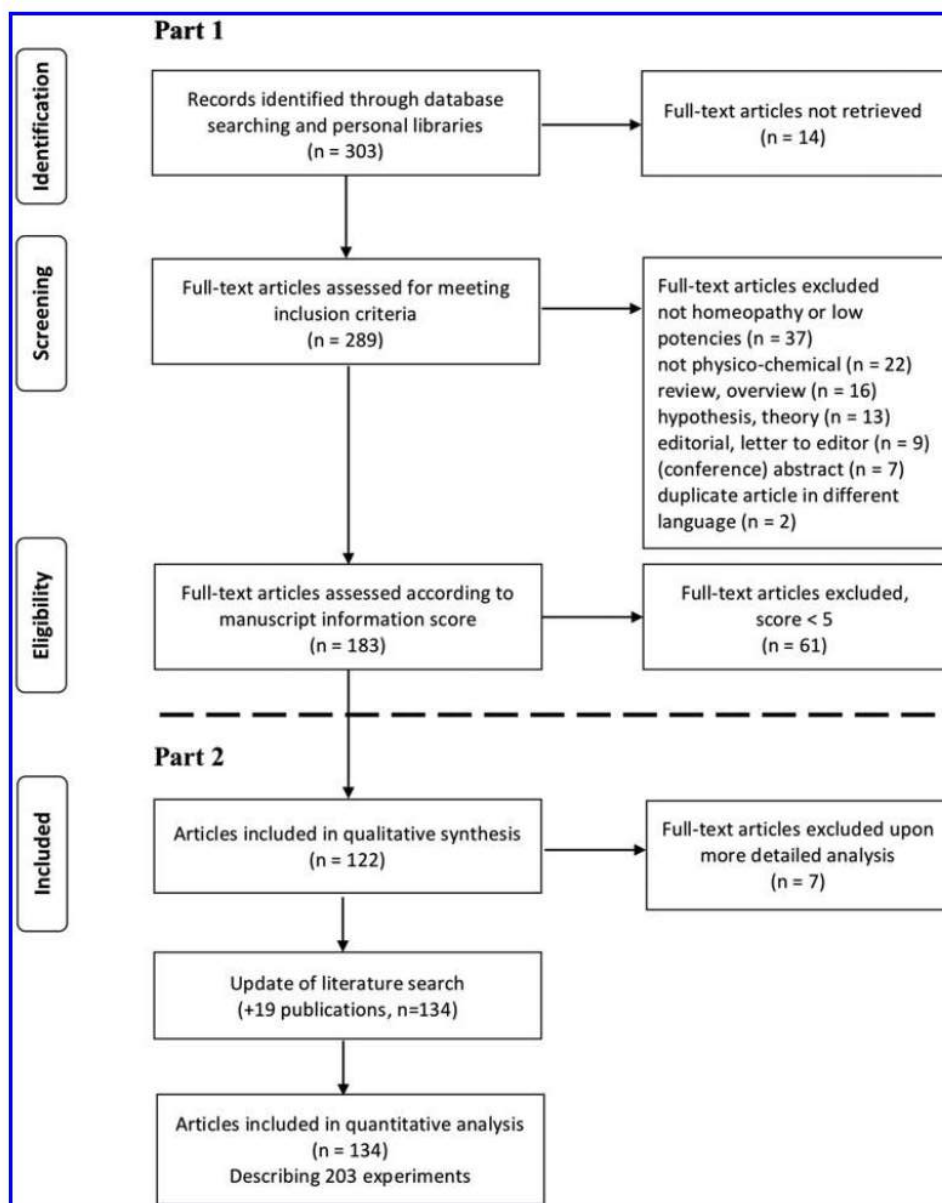 Part 1
Identification
Records identified through database
searching and personal libraries
(n = 303)
Full-text articles not retrieved
(n = 14)
Screening
Full-text articles assessed for meeting
inclusion criteria
(n = 289)
Full-text articles excluded
not homeopathy or low
potencies (n = 37)
not physico-chemical (n = 22)
review, overview (n = 16)
hypothesis, theory (n = 13)
editorial, letter to editor (n = 9)
(conference) abstract (n = 7)
duplicate article in different
language (n = 2)
Eligibility
Full-text articles assessed according to
manuscript information score
(n = 183)
Full-text articles excluded,
score < 5
(n = 61)
Part 2
Included
Articles included in qualitative synthesis
(n = 122)
Full-text articles excluded upon
more detailed analysis
(n = 7)
Update of literature search
(+19 publications, n=134)
Articles included in quantitative analysis
(n = 134)
Describing 203 experiments